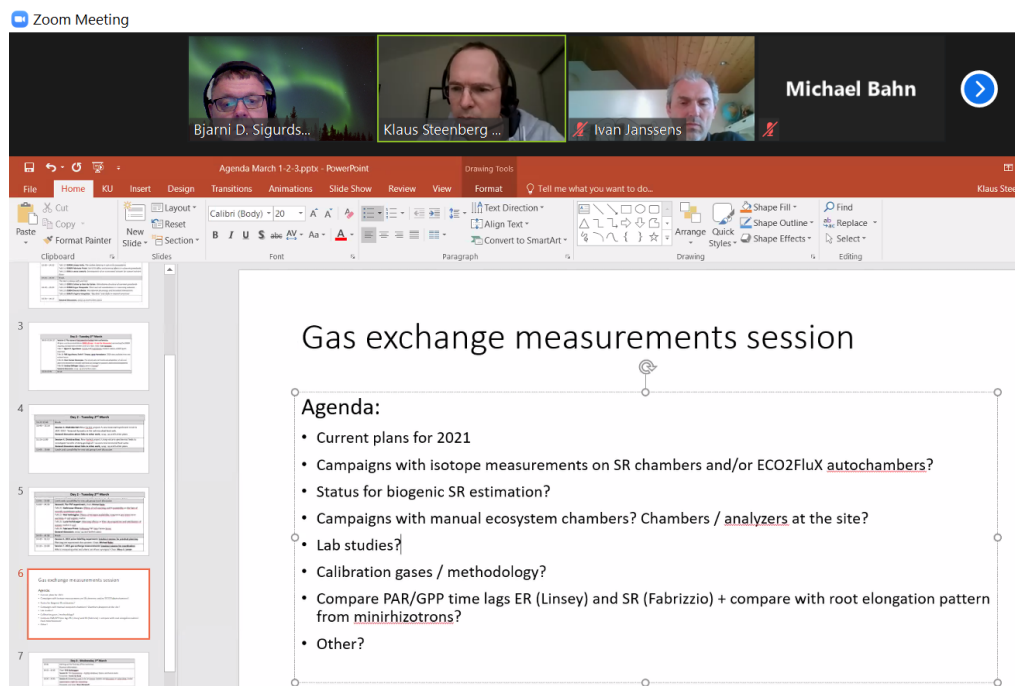 Zoom Meeting
Bjarni D. Sigurds...
Klaus Steenberg ...
Ivan Janssens
Michael Bahn
Agenda March 1-2-3.pptx - PowerPoint
Drawing Tools
File Home KU Insert Design Transitions Animations Slide Show Review View Format Tell me what you want to do... Klaus Stee
Paste
Cut
Copy
Format Painter
Clipboard
New
Slide
Layout
Reset
Section
Slides
Calibri (Body) 20
B I U S abc AV Aa A
Font
Text Direction
Align Text
Convert to SmartArt
Paragraph
Arrange
Quick
Styles
Shape Fill
Shape Outline
Shape Effects
Drawing
Find
Replace
Select
Editing
3
4
5
6
7
Gas exchange measurements session
Agenda:
• Current plans for 2021
• Campaigns with isotope measurements on SR chambers and/or ECO2FluX autochambers?
• Status for biogenic SR estimation?
• Campaigns with manual ecosystem chambers? Chambers / analyzers at the site?
• Lab studies?
• Calibration gases / methodology?
• Compare PAR/GPP time lags ER (Linsey) and SR (Fabrizzio) + compare with root elongation pattern
from minirhizotrons?
• Other?